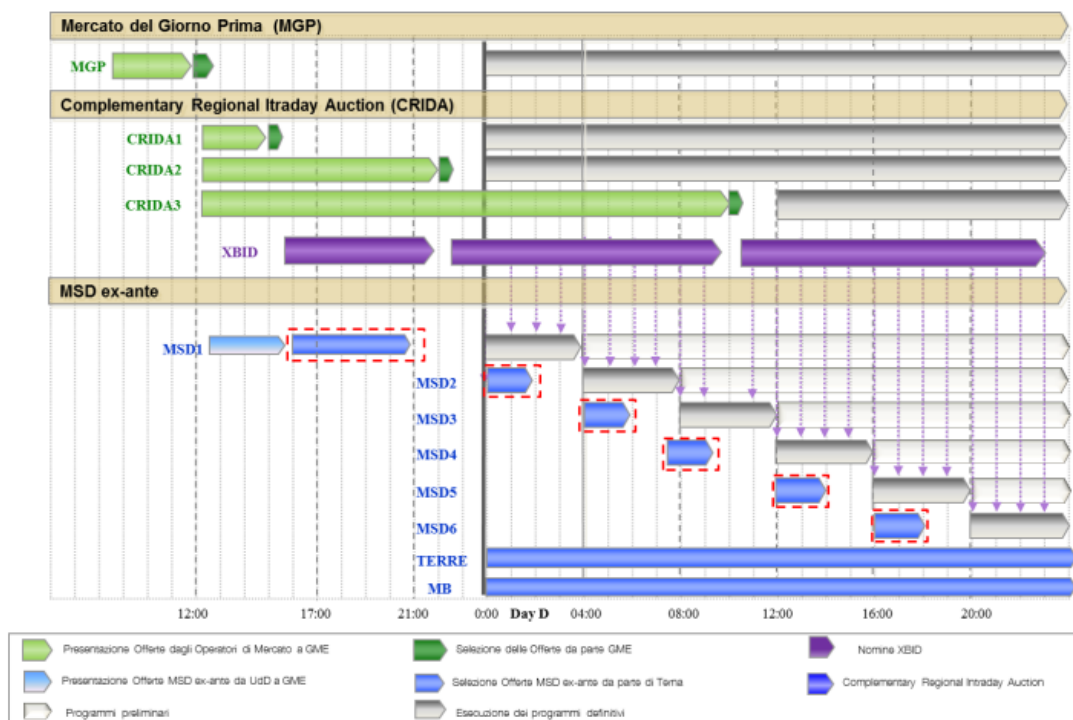 Mercato del Giorno Prima (MGP)
MGP
Complementary Regional Itraday Auction (CRIDA)
CRIDA1
CRIDA2
CRIDA3
XBID
MSD ex-ante
MSD1
MSD2
MSD3
MSD4
MSD5
MSD6
TERRE
MB
12:00 17:00 21:00 0:00 Day D 04:00 08:00 12:00 16:00 20:00
Presentazione Offerte dagli Operatori di Mercato a GME Selezione delle Offerte da parte GME Nomine XBID
Presentazione Offerte MSD ex-ante da UdD a GME Selezione Offerte MSD ex-ante da parte di Terna Complementary Regional Intraday Auction
Programmi preliminari Esecuzione dei programmi definitivi